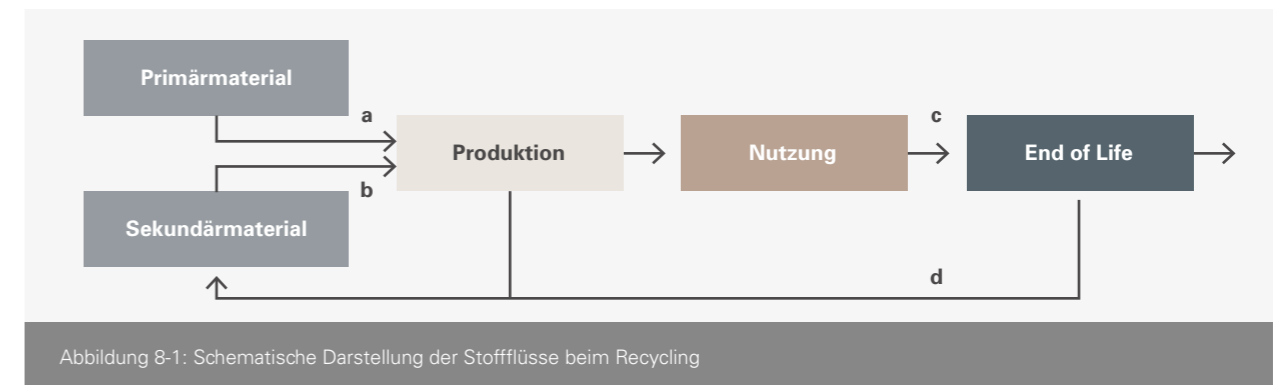 Primärmaterial
a
Produktion
Nutzung
c
End of Life
b
Sekundärmaterial
d
Abbildung 8-1: Schematische Darstellung der Stoffflüsse beim Recycling